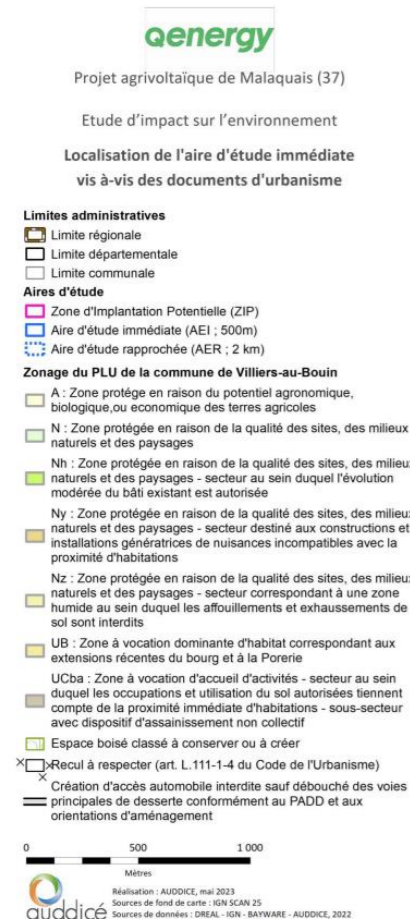 qenergy
Projet agrivoltaïque de Malaquais (37)
Etude d'impact sur l'environnement
Localisation de l'aire d'étude immédiate
vis à-vis des documents d'urbanisme
Limites administratives
Limite régionale
Limite départementale
Limite communale
Aires d'étude
Zone d'Implantation Potentielle (ZIP)
Aire d'étude immédiate (AEI ; 500m)
Aire d'étude rapprochée (AER ; 2 km)
Zonage du PLU de la commune de Villiers-au-Bouin
A : Zone protége en raison du potentiel agronomique,
biologique,ou economique des terres agricoles
N : Zone protégée en raison de la qualité des sites, des milieux
naturels et des paysages
Nh : Zone protégée en raison de la qualité des sites, des milieux
naturels et des paysages - secteur au sein duquel l'évolution
modérée du bâti existant est autorisée
Ny : Zone protégée en raison de la qualité des sites, des milieux
naturels et des paysages - secteur destiné aux constructions et
installations génératrices de nuisances incompatibles avec la
proximité d'habitations
Nz : Zone protégée en raison de la qualité des sites, des milieux
naturels et des paysages - secteur correspondant à une zone
humide au sein duquel les affouillements et exhaussements de
sol sont interdits
UB : Zone à vocation dominante d'habitat correspondant aux
extensions récentes du bourg et à la Porerie
UCba : Zone à vocation d'accueil d'activités - secteur au sein
duquel les occupations et utilisation du sol autorisées tiennent
compte de la proximité immédiate d'habitations - sous-secteur
avec dispositif d'assainissement non collectif
Espace boisé classé à conserver ou à créer
Recul à respecter (art. L.111-1-4 du Code de l'Urbanisme)
Création d'accès automobile interdite sauf débouché des voies
principales de desserte conformément au PADD et aux
orientations d'aménagement
0 500 1 000
Mètres
auddicé
Réalisation : AUDDICE, mai 2023
Sources de fond de carte : IGN SCAN 25
Sources de données : DREAL - IGN - BAYWARE - AUDDICE, 2022